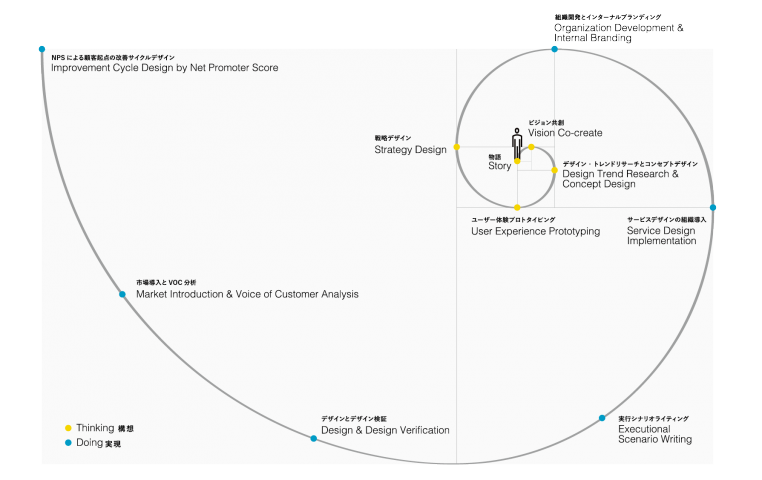 組織開発とインターナルブランディング
Organization Development &
Internal Branding
NPSによる顧客起点の改善サイクルデザイン
Improvement Cycle Design by Net Promoter Score
ビジョン共創
Vision Co-create
戦略デザイン
Strategy Design
物語
Story
デザイン・トレンドリサーチとコンセプトデザイン
Design Trend Research &
Concept Design
ユーザー体験プロトタイピング
User Experience Prototyping
サービスデザインの組織導入
Service Design
Implementation
市場導入とVOC分析
Market Introduction & Voice of Customer Analysis
デザインとデザイン検証
Design & Design Verification
実行シナリオライティング
Executional
Scenario Writing
Thinking 構想
Doing 実現